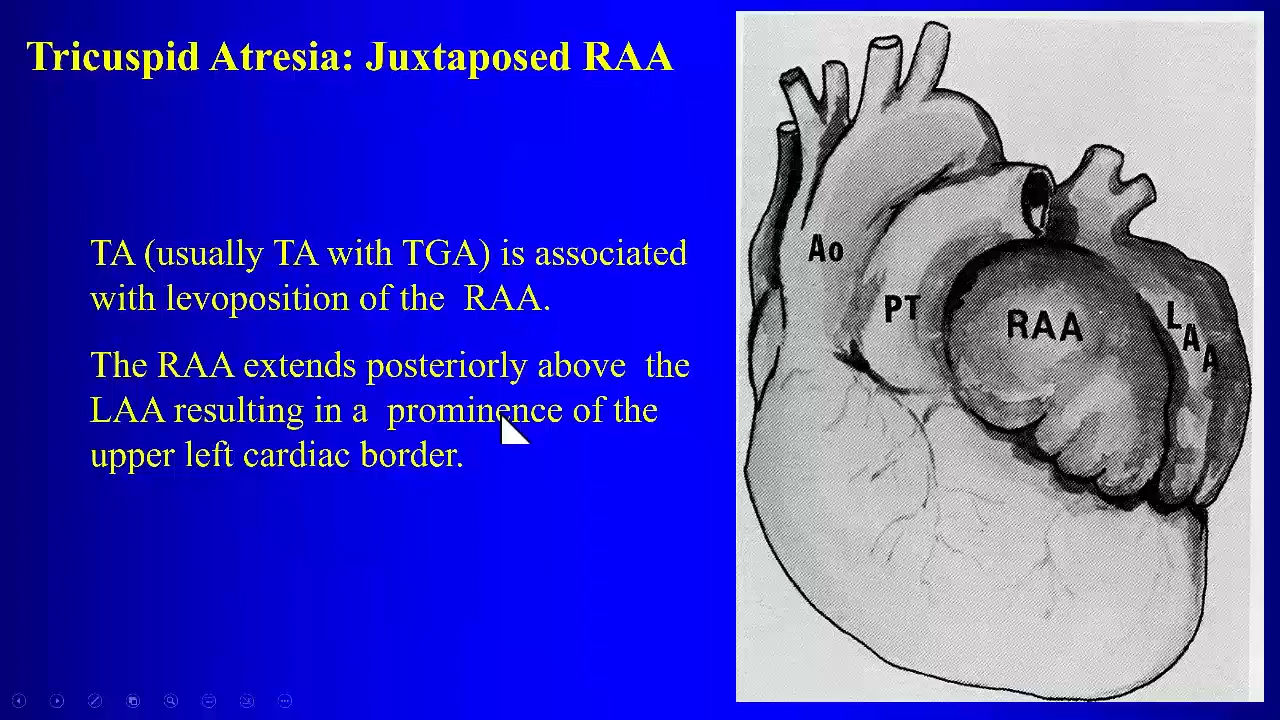 Tricuspid Atresia: Juxtaposed RAA
TA (usually TA with TGA) is associated
with levoposition of the RAA.
The RAA extends posteriorly above the
LAA resulting in a prominence of the
upper left cardiac border.
Ao
PT
RAA
LAA